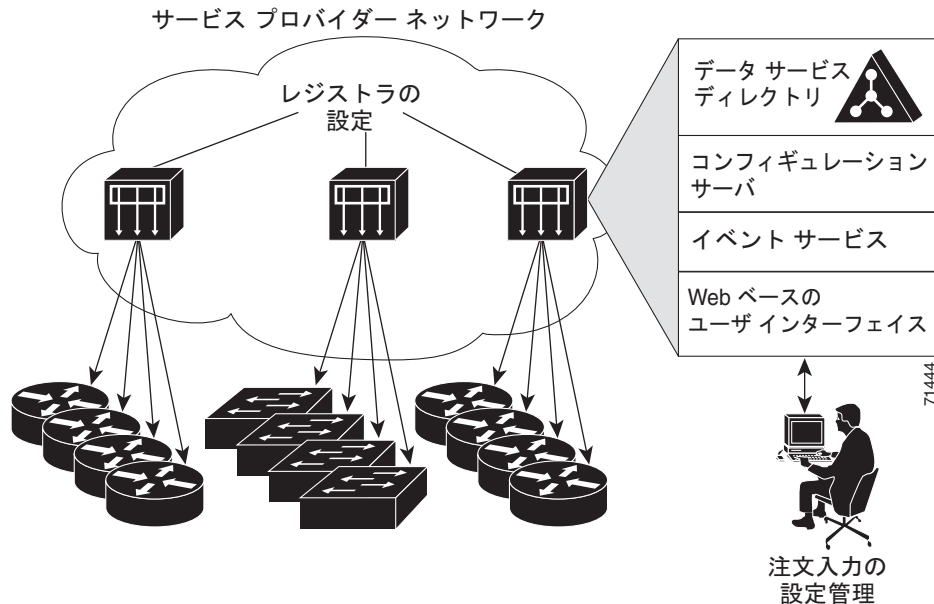 サービス プロバイダー ネットワーク
レジストラの
設定
データ サービス
ディレクトリ
コンフィギュレーション
サーバ
イベント サービス
Web ベースの
ユーザ インターフェイス
71444
注文入力の
設定管理